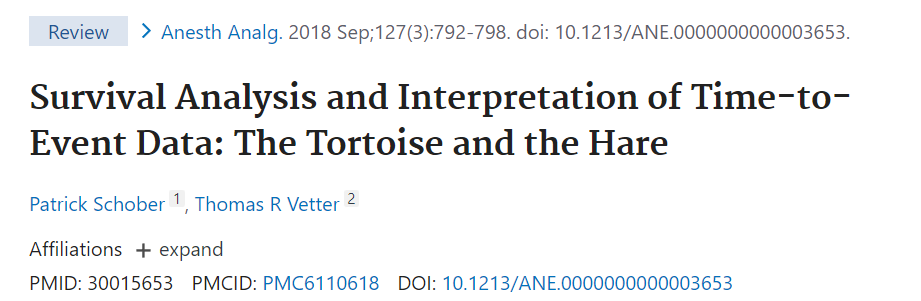 Review > Anesth Analg. 2018 Sep;127(3):792-798. doi: 10.1213/ANE.0000000000003653.
Survival Analysis and Interpretation of Time-to-
Event Data: The Tortoise and the Hare
Patrick Schober 1, Thomas R Vetter 2
Affiliations + expand
PMID: 30015653 PMCID: PMC6110618 DOI: 10.1213/ANE.0000000000003653